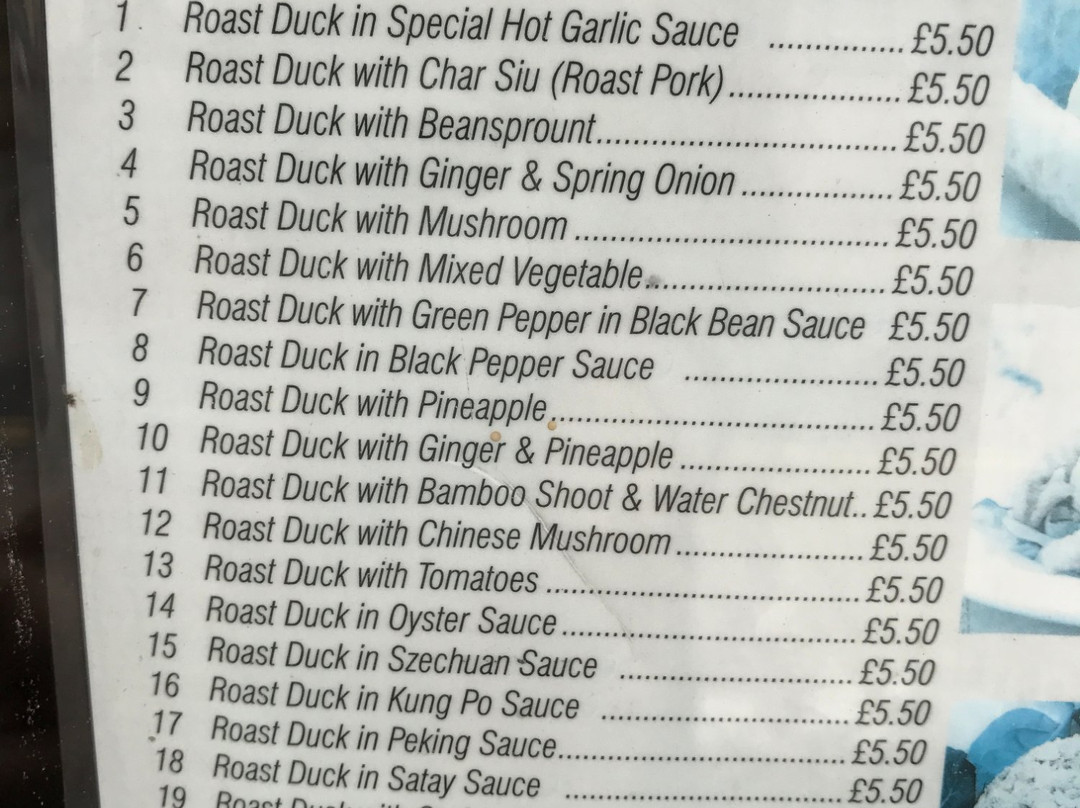 1. Roast Duck in Special Hot Garlic Sauce ............... £5.50
2 Roast Duck with Char Siu (Roast Pork).................... £5.50
3 Roast Duck with Beansprount................................... £5.50
4 Roast Duck with Ginger & Spring Onion ................. £5.50
5 Roast Duck with Mushroom ..................................... £5.50
6 Roast Duck with Mixed Vegetable............................ £5.50
7 Roast Duck with Green Pepper in Black Bean Sauce £5.50
8 Roast Duck in Black Pepper Sauce ....................... £5.50
9 Roast Duck with Pineapple....................................... £5.50
10 Roast Duck with Ginger & Pineapple ....................... £5.50
11 Roast Duck with Bamboo Shoot & Water Chestnut.. £5.50
12 Roast Duck with Chinese Mushroom....................... £5.50
13 Roast Duck with Tomatoes ....................................... £5.50
14 Roast Duck in Oyster Sauce..................................... £5.50
15 Roast Duck in Szechuan Sauce ............................. £5.50
16 Roast Duck in Kung Po Sauce ............................... £5.50
17 Roast Duck in Peking Sauce.................................... £5.50
18 Roast Duck in Satay Sauce ................................... £5.50
19 Roast Duck with